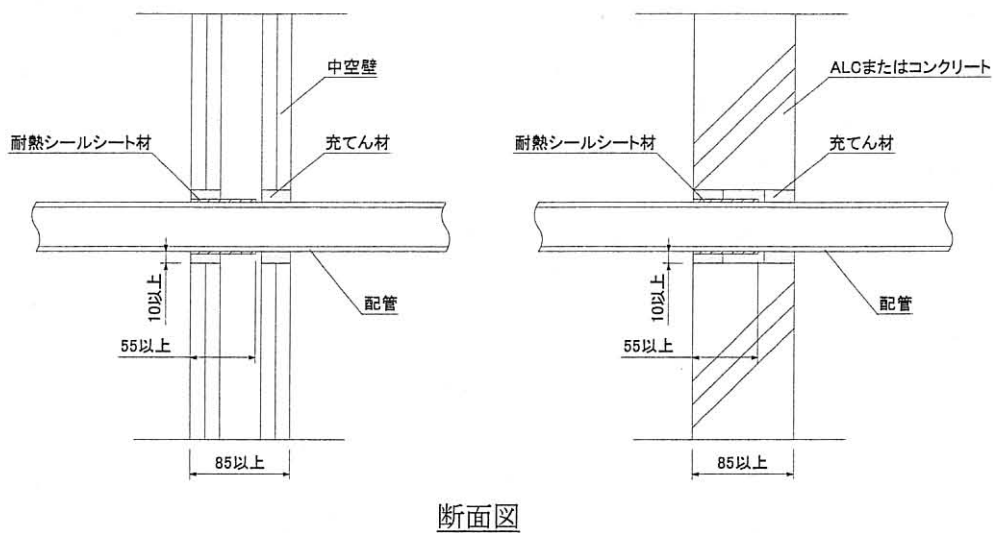 中空壁
耐熱シールシート材
充てん材
10以上
配管
55以上
85以上
ALCまたはコンクリート
耐熱シールシート材
充てん材
10以上
配管
55以上
85以上
断面図